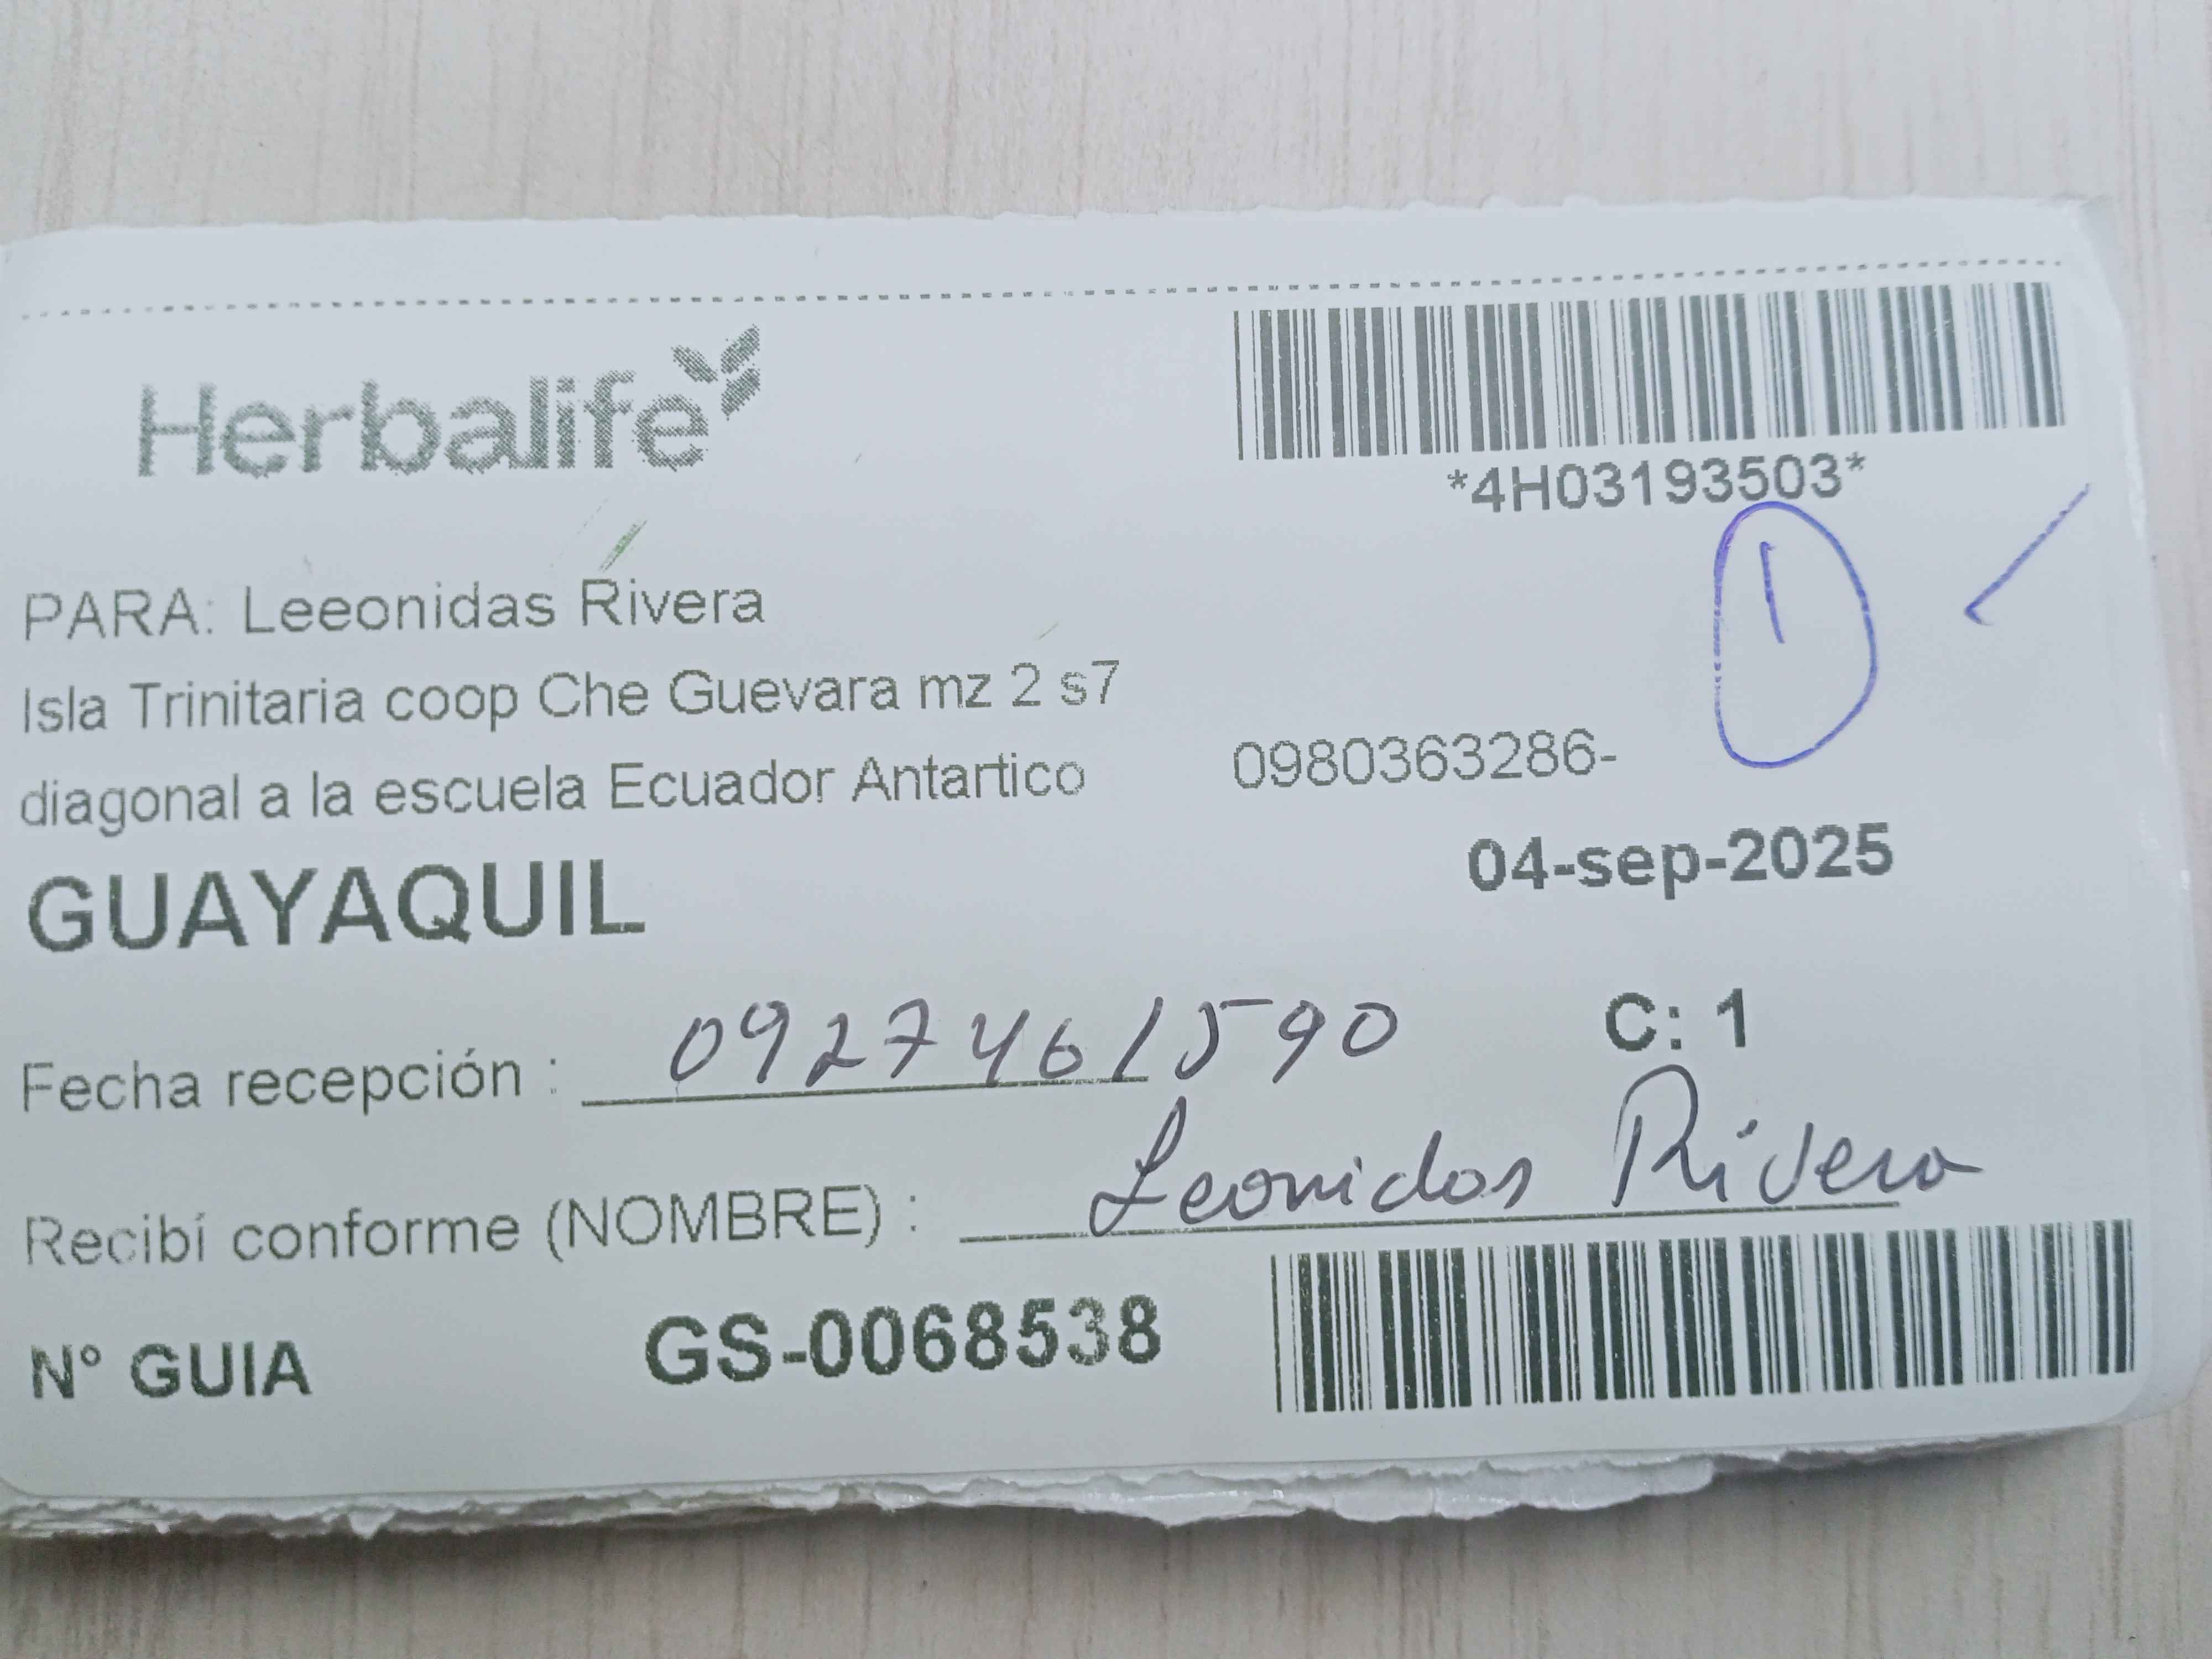 Herbalife
*4H03193503*
1
PARA: Leeonidas Rivera
Isla Trinitaria coop Che Guevara mz 2 s7
diagonal a la escuela Ecuador Antartico
0980363286-
04-sep-2025
GUAYAQUIL
C: 1
Fecha recepción : 0927461590
Recibí conforme (NOMBRE) : Leonidas Rivera
N° GUIA GS-0068538